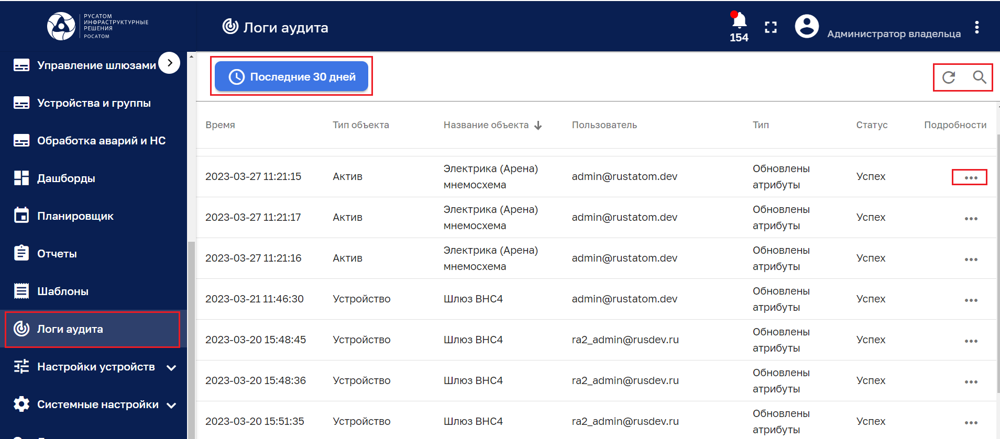 РУСАТОМ
ИНФРАСТРУКТУРНЫЕ
РЕШЕНИЯ
РОСАТОМ
Логи аудита
154
Администратор владельца
Управление шлюзами
Устройства и группы
Обработка аварий и НС
Дашборды
Планировщик
Отчеты
Шаблоны
Логи аудита
Настройки устройств
Системные настройки
Последние 30 дней
Время Тип объекта Название объекта Пользователь Тип Статус Подробности
2023-03-27 11:21:15 Актив Электрика (Арена) мнемосхема admin@rustatom.dev Обновлены атрибуты Успех
2023-03-27 11:21:17 Актив Электрика (Арена) мнемосхема admin@rustatom.dev Обновлены атрибуты Успех
2023-03-27 11:21:16 Актив Электрика (Арена) мнемосхема admin@rustatom.dev Обновлены атрибуты Успех
2023-03-21 11:46:30 Устройство Шлюз ВНС4 admin@rustatom.dev Обновлены атрибуты Успех
2023-03-20 15:48:45 Устройство Шлюз ВНС4 ra2_admin@rusdev.ru Обновлены атрибуты Успех
2023-03-20 15:48:36 Устройство Шлюз ВНС4 ra2_admin@rusdev.ru Обновлены атрибуты Успех
2023-03-20 15:51:35 Устройство Шлюз ВНС4 ra2_admin@rusdev.ru Обновлены атрибуты Успех